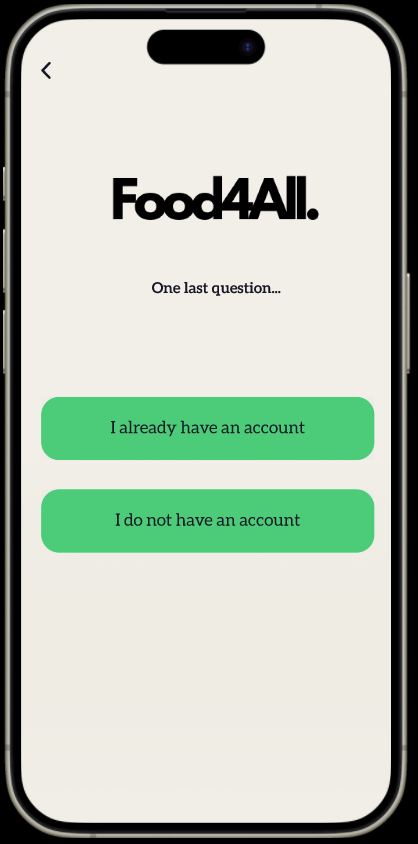 Food4All.
One last question...
I already have an account
I do not have an account